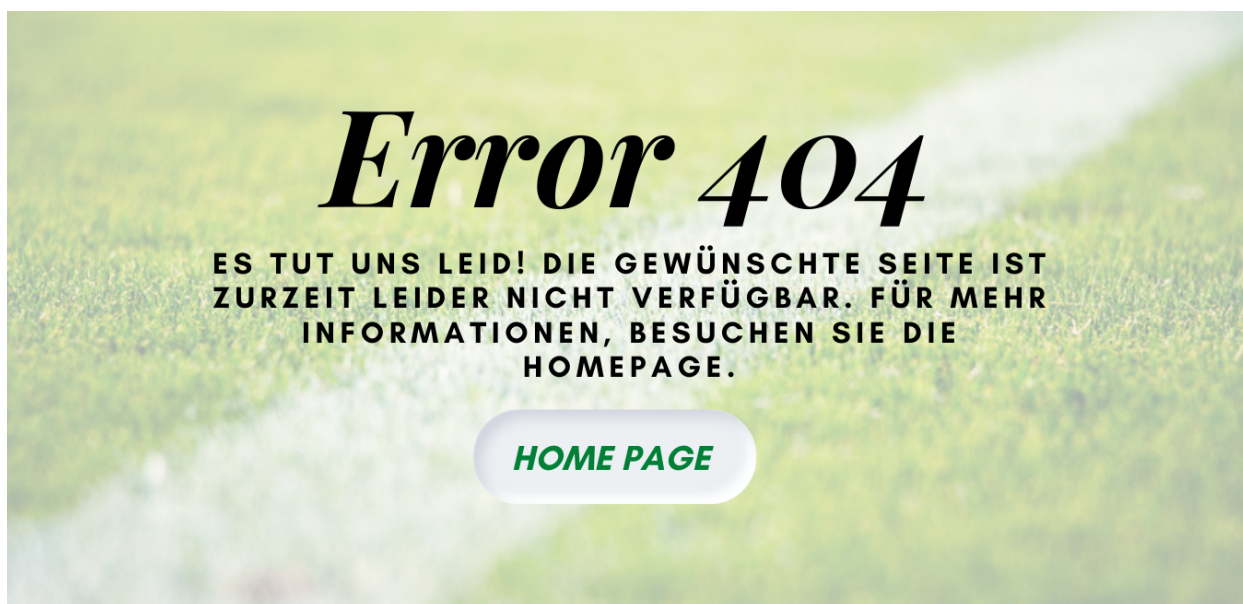 Error 404
ES TUT UNS LEID! DIE GEWÜNSCHTE SEITE IST
ZURZEIT LEIDER NICHT VERFÜGBAR. FÜR MEHR
INFORMATIONEN, BESUCHEN SIE DIE
HOMEPAGE.
HOME PAGE